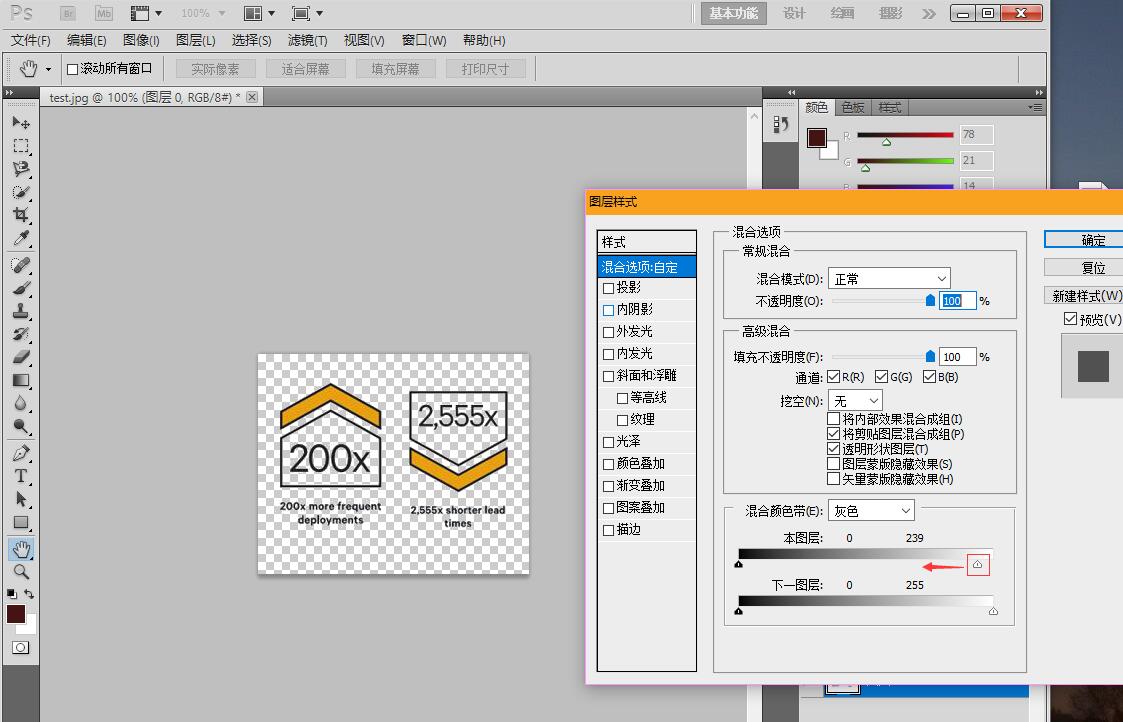 Ps Br Mb 100% 基本功能 设计 绘画 摄影
文件(F) 编辑(E) 图像(I) 图层(L) 选择(S) 滤镜(T) 视图(V) 窗口(W) 帮助(H)
滚动所有窗口 实际像素 适合屏幕 填充屏幕 打印尺寸
test.jpg @ 100% (图层 0, RGB/8#) *
颜色 色板 样式
R 78
G 21
B 14
200x
200x more frequent
deployments
2,555x
2,555x shorter lead
times
图层样式
样式
混合选项:自定
投影
内阴影
外发光
内发光
斜面和浮雕
等高线
纹理
光泽
颜色叠加
渐变叠加
图案叠加
描边
混合选项
常规混合
混合模式(D): 正常
不透明度(O): 100 %
高级混合
填充不透明度(F): 100 %
通道: R(R) G(G) B(B)
挖空(N): 无
将内部效果混合成组(I)
将剪贴图层混合成组(P)
透明形状图层(T)
图层蒙版隐藏效果(S)
矢量蒙版隐藏效果(H)
混合颜色带(E): 灰色
本图层: 0 239
下一图层: 0 255
确定
复位
新建样式(W)
预览(V)
T